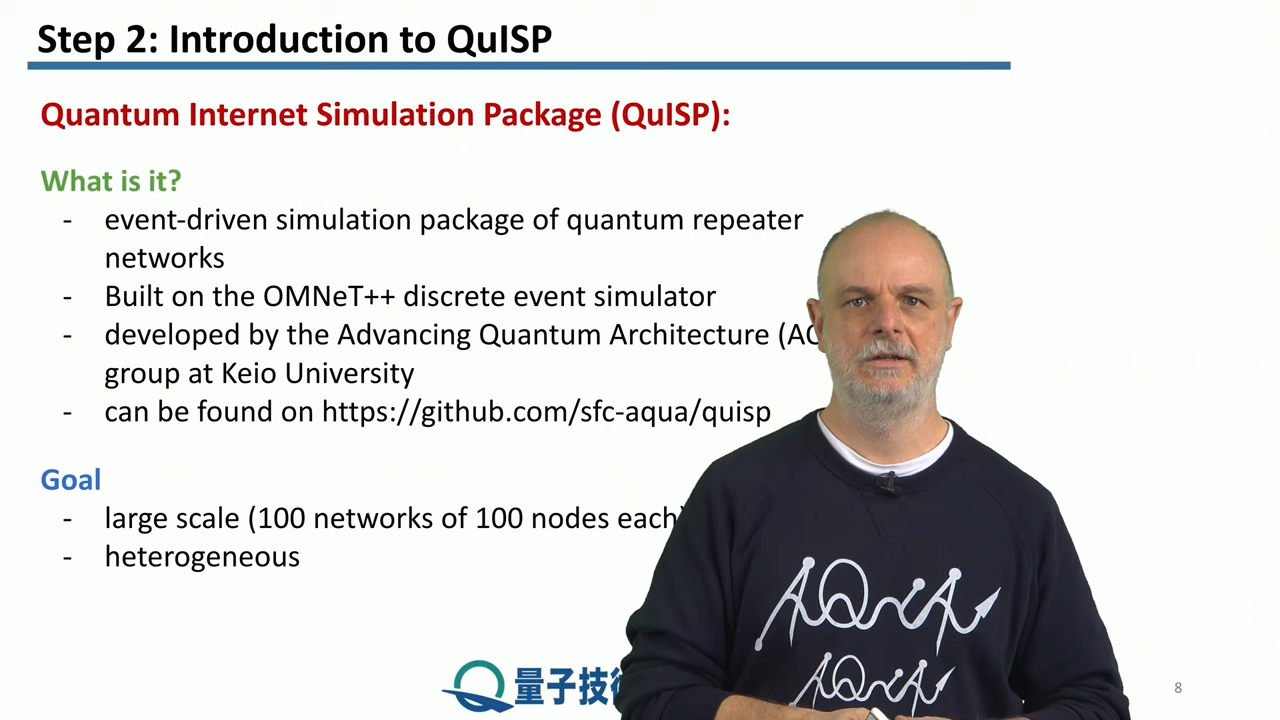 Step 2: Introduction to QuISP
Quantum Internet Simulation Package (QuISP):
What is it?
- event-driven simulation package of quantum repeater
networks
- Built on the OMNeT++ discrete event simulator
- developed by the Advancing Quantum Architecture
group at Keio University
- can be found on https://github.com/sfc-aqua/quisp
Goal
- large scale (100 networks of 100 nodes each)
- heterogeneous
AQUA
AQUA
量子技
8